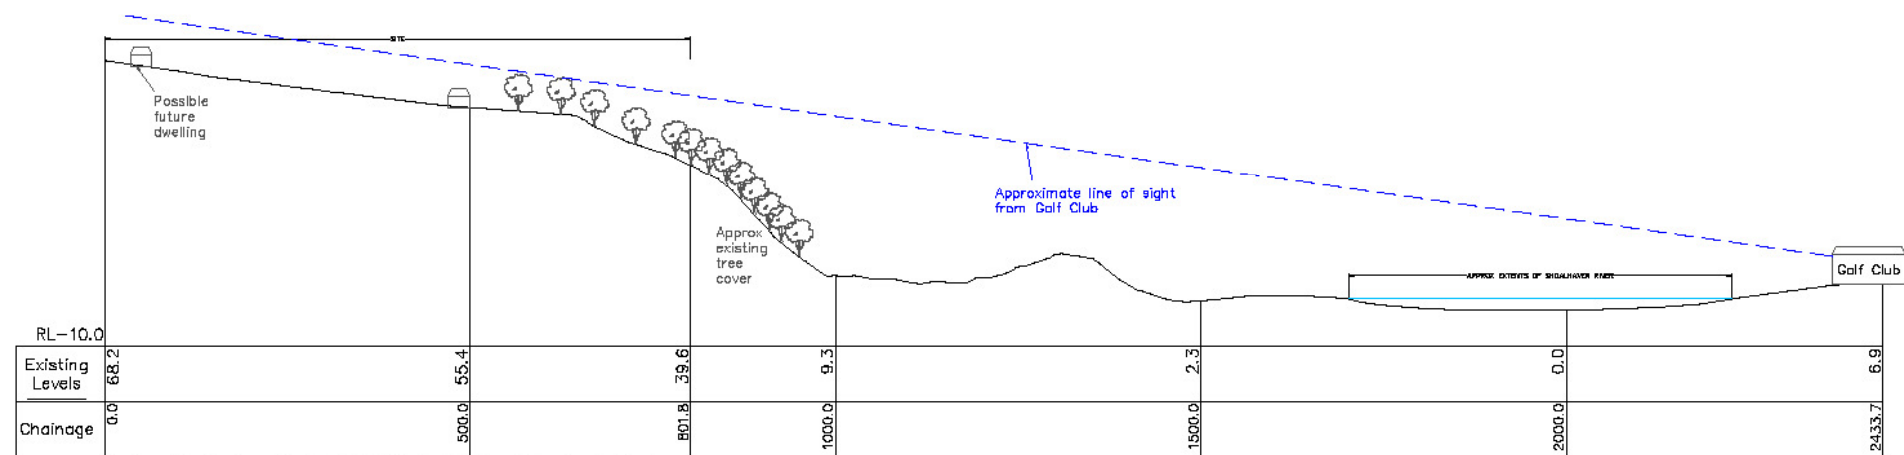 SITE
Possible
future
dwelling
Approximate line of sight
from Golf Club
Approx
existing
tree
cover
APPROX EXTENTS OF SHOALHAVEN RIVER
Golf Club
RL-10.0
Existing
Levels
68.2
55.4
39.6
9.3
2.3
0.0
6.9
Chainage
0.0
500.0
801.8
1000.0
1500.0
2000.0
2433.7